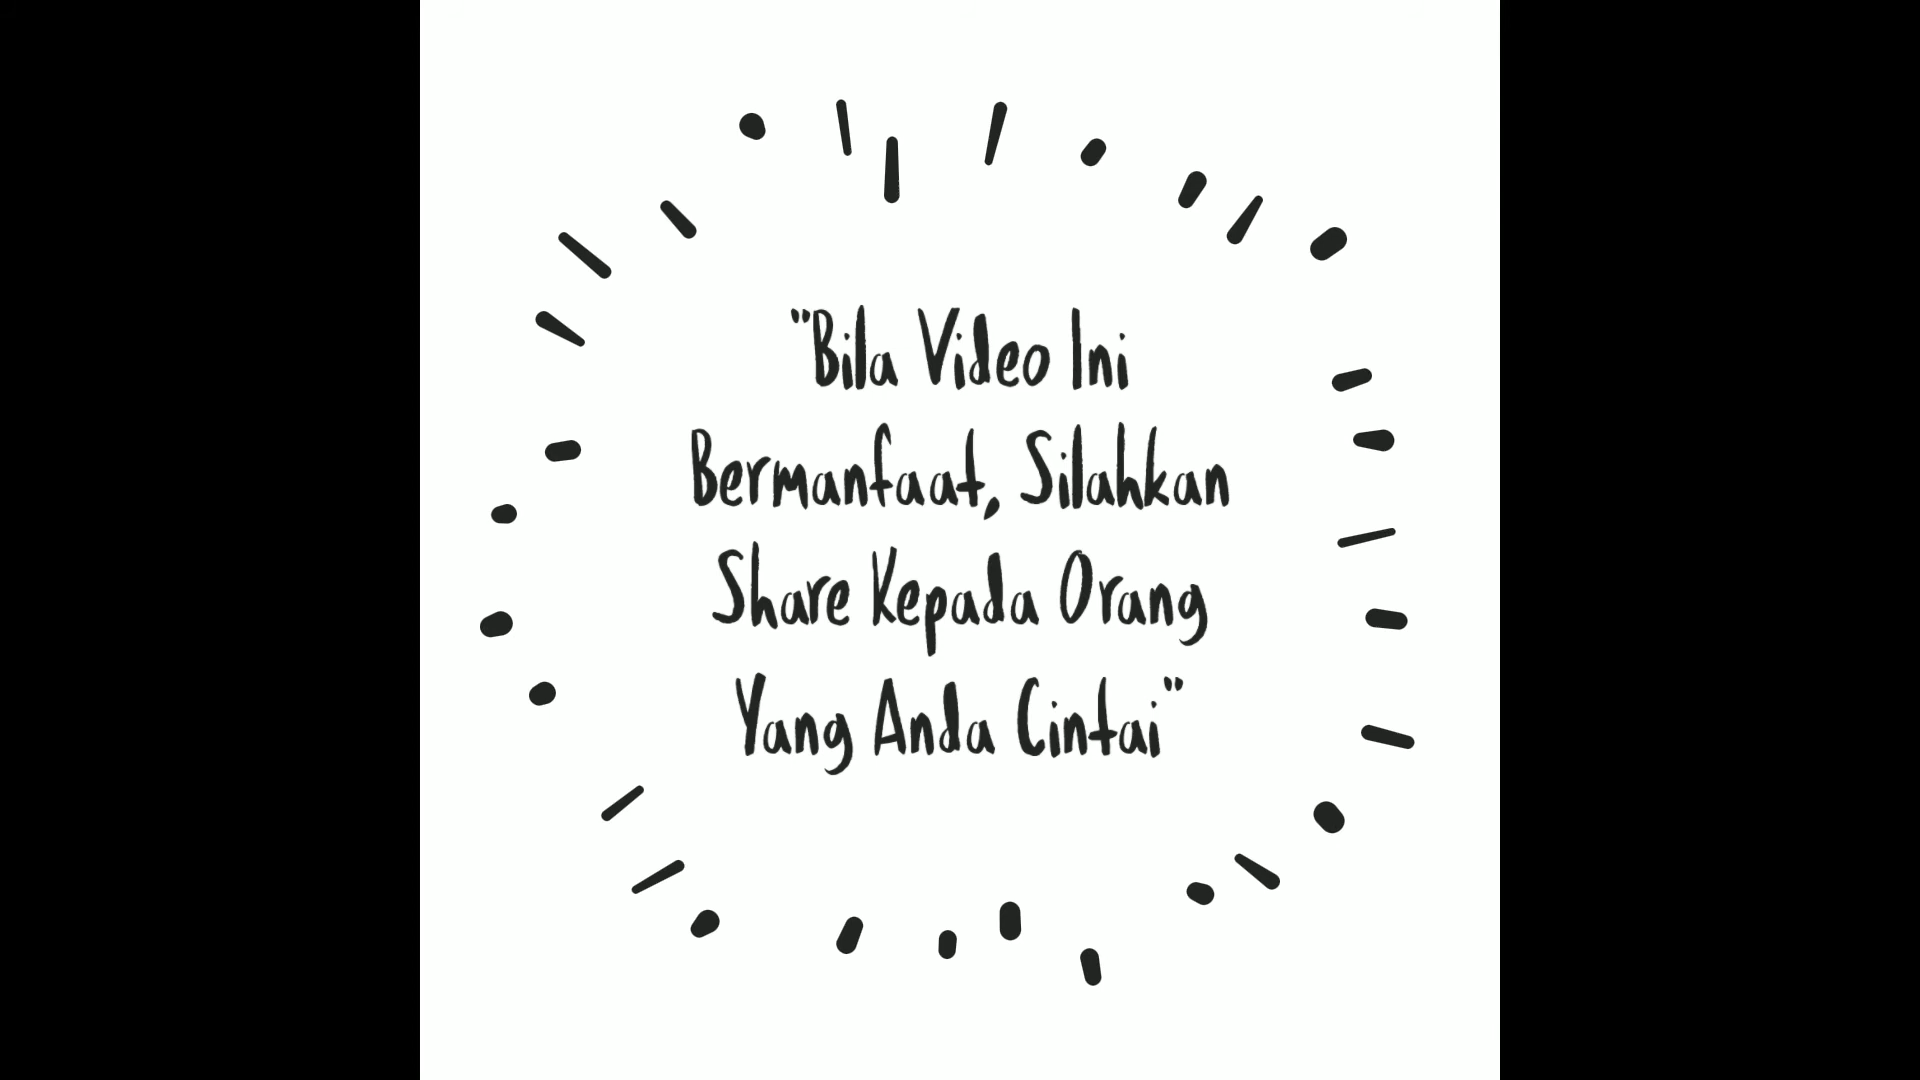 "Bila Video Ini
Bermanfaat, Silahkan
Share Kepada Orang
Yang Anda Cintai"